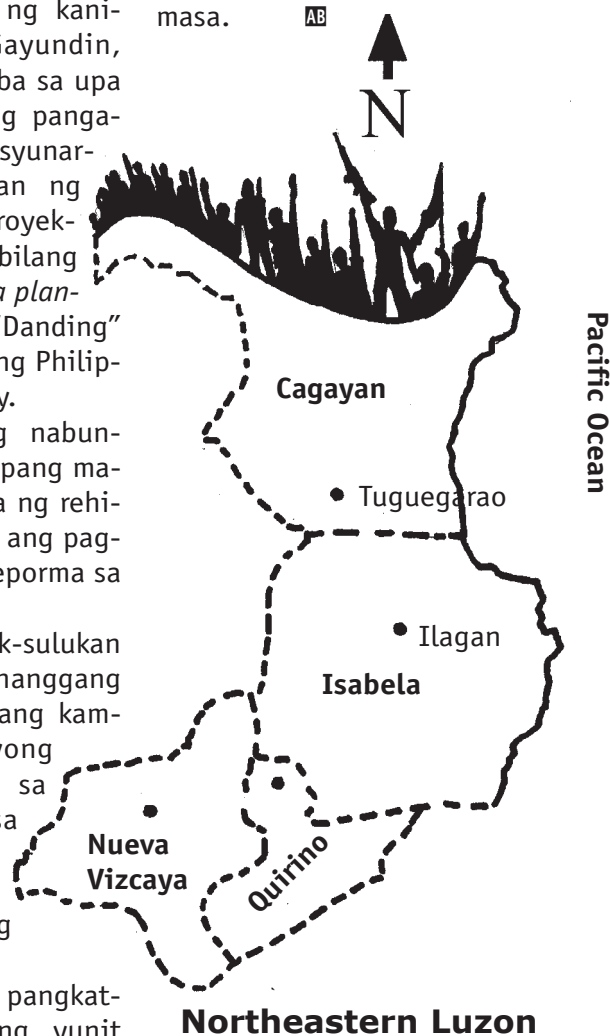 ng kani-
Gayundin,
ba sa upa
g panga-
syunar-
an ng
royek-
bilang
a plan-
"Danding"
ng Philip-
y.
g nabun-
pang ma-
a ng rehi-
ang pag-
eporma sa
k-sulukan
hanggang
ang kam-
yong
sa
sa
g
pangkat-
ng yunit
masa. AB
N
Cagayan
Tuguegarao
Pacific Ocean
Ilagan
Isabela
Nueva
Vizcaya
Quirino
Northeastern Luzon